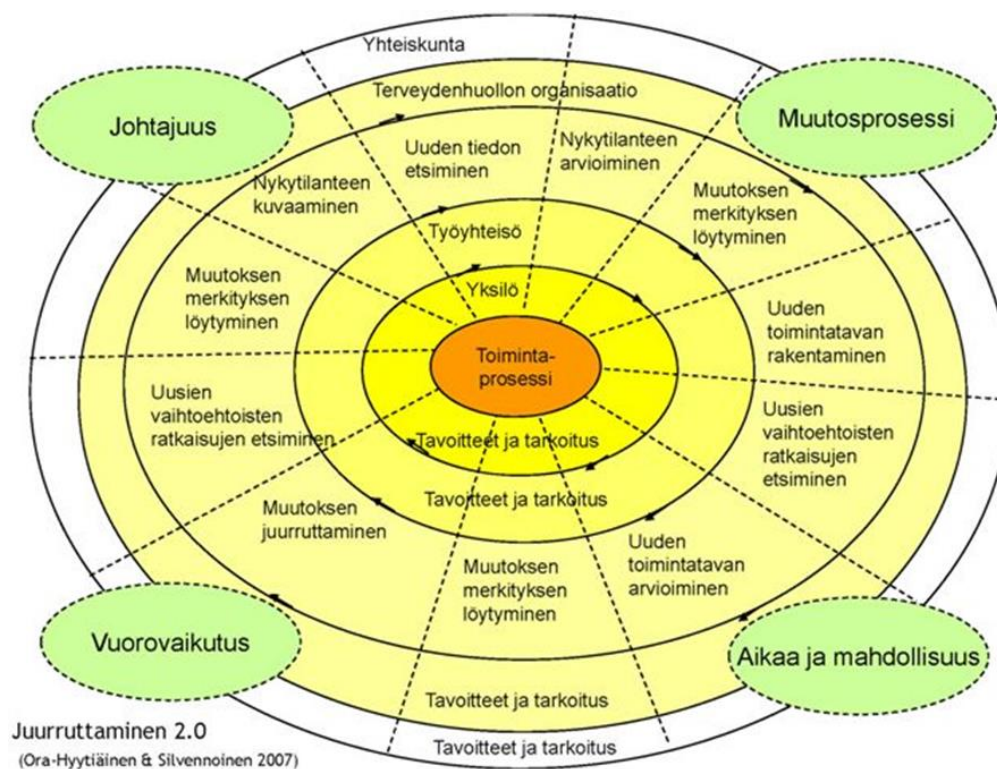 Yhteiskunta
Terveydenhuollon organisaatio
Johtajuus
Muutosprosessi
Uuden tiedon
etsiminen
Nykytilanteen
arvioiminen
Nykytilanteen
kuvaaminen
Muutoksen
merkityksen
löytyminen
Työyhteisö
Muutoksen
merkityksen
löytyminen
Yksilö
Uuden
toimintatavan
rakentaminen
Toiminta-
prosessi
Uusien
vaihtoehtoisten
ratkaisujen etsiminen
Uusien
vaihtoehtoisten
ratkaisujen
etsiminen
Tavoitteet ja tarkoitus
Tavoitteet ja tarkoitus
Muutoksen
juurruttaminen
Uuden
toimintatavan
arvioiminen
Muutoksen
merkityksen
löytyminen
Vuorovaikutus
Aikaa ja mahdollisuus
Tavoitteet ja tarkoitus
Tavoitteet ja tarkoitus
Juurruttaminen 2.0
(Ora-Hyytiäinen & Silvennoinen 2007)